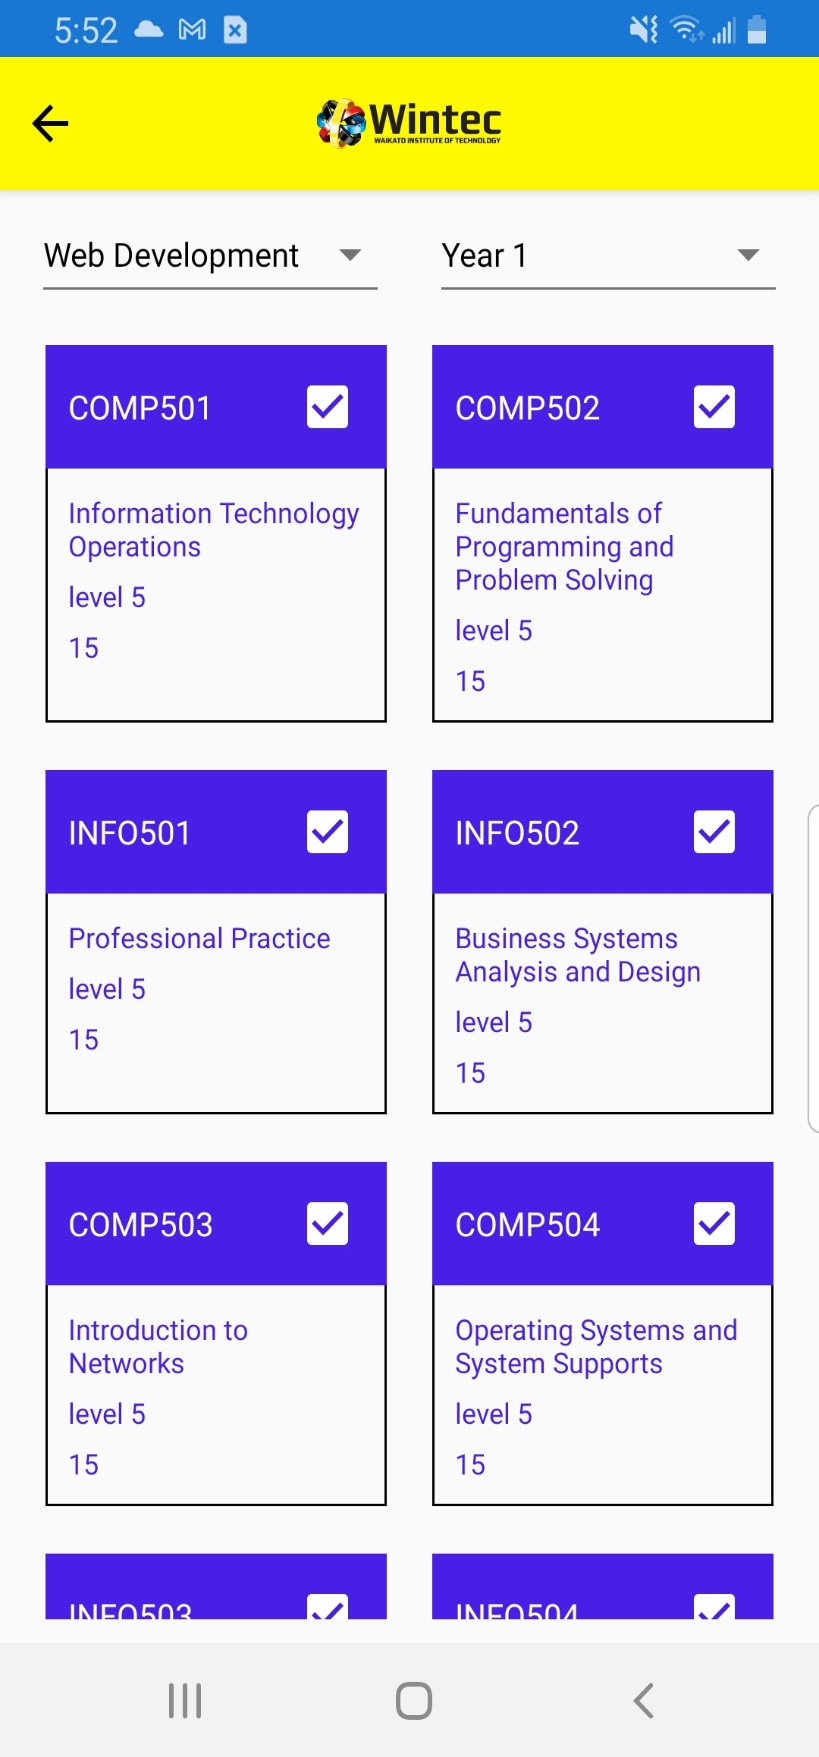 5:52
Wintec
WAIKATO INSTITUTE OF TECHNOLOGY
Web Development
Year 1
COMP501
COMP502
Information Technology
Operations
level 5
15
Fundamentals of
Programming and
Problem Solving
level 5
15
INFO501
INFO502
Professional Practice
level 5
15
Business Systems
Analysis and Design
level 5
15
COMP503
COMP504
Introduction to
Networks
level 5
15
Operating Systems and
System Supports
level 5
15
INFO503
INFO504